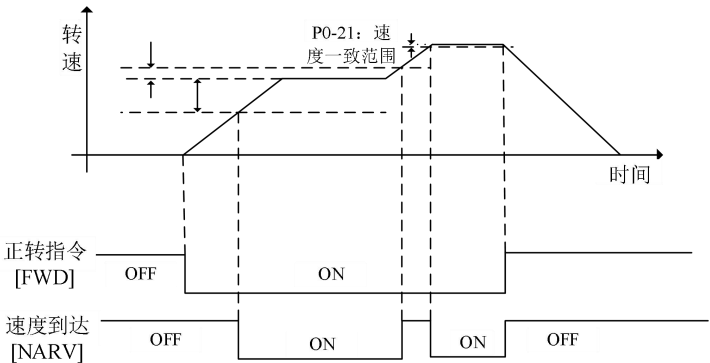 转
速
P0-21：速
度一致范围
时间
正转指令
[FWD]
OFF
ON
速度到达
[NARV]
OFF
ON
ON
OFF